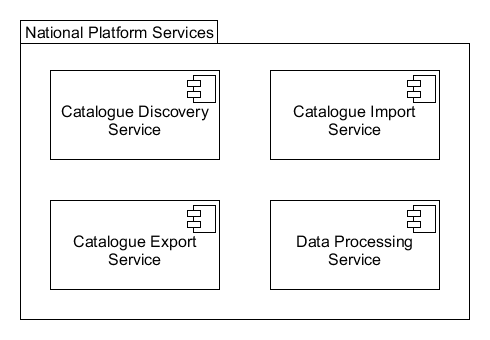 National Platform Services
Catalogue Discovery
Service
Catalogue Import
Service
Catalogue Export
Service
Data Processing
Service